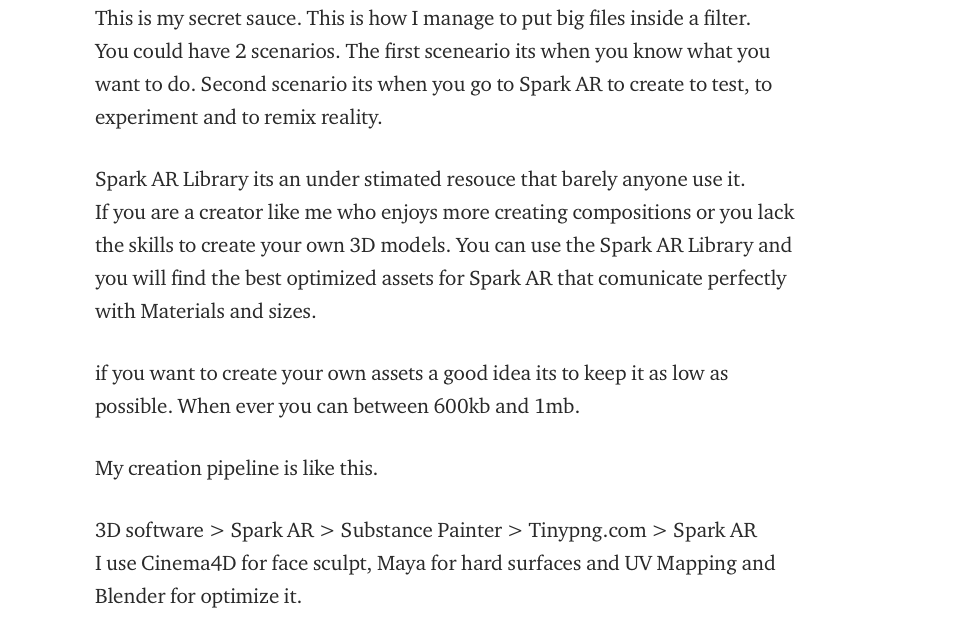 This is my secret sauce. This is how I manage to put big files inside a filter.
You could have 2 scenarios. The first sceneario its when you know what you
want to do. Second scenario its when you go to Spark AR to create to test, to
experiment and to remix reality.
Spark AR Library its an under stimated resouce that barely anyone use it.
If you are a creator like me who enjoys more creating compositions or you lack
the skills to create your own 3D models. You can use the Spark AR Library and
you will find the best optimized assets for Spark AR that comunicate perfectly
with Materials and sizes.
if you want to create your own assets a good idea its to keep it as low as
possible. When ever you can between 600kb and 1mb.
My creation pipeline is like this.
3D software > Spark AR > Substance Painter > Tinypng.com > Spark AR
I use Cinema4D for face sculpt, Maya for hard surfaces and UV Mapping and
Blender for optimize it.